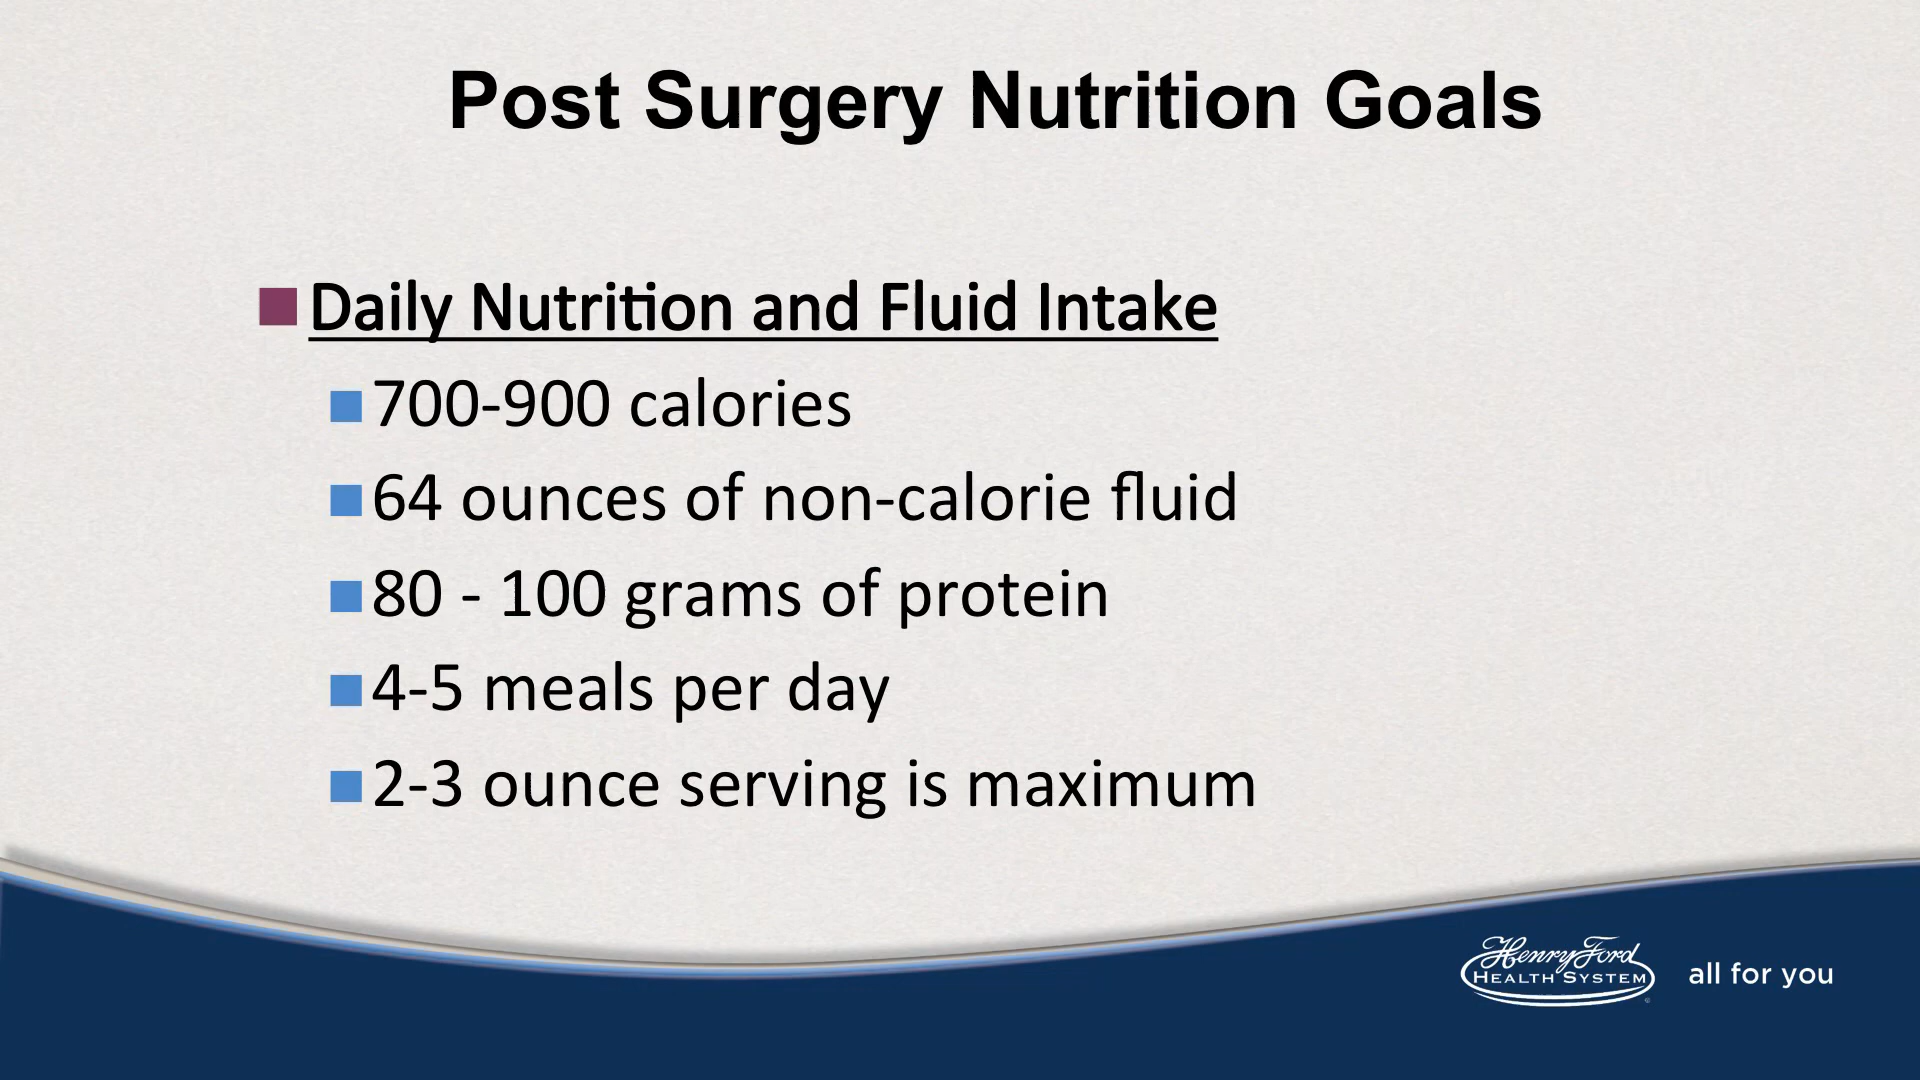 Post Surgery Nutrition Goals
Daily Nutrition and Fluid Intake
700-900 calories
64 ounces of non-calorie fluid
80 - 100 grams of protein
4-5 meals per day
2-3 ounce serving is maximum
Henry Ford
HEALTH SYSTEM
all for you